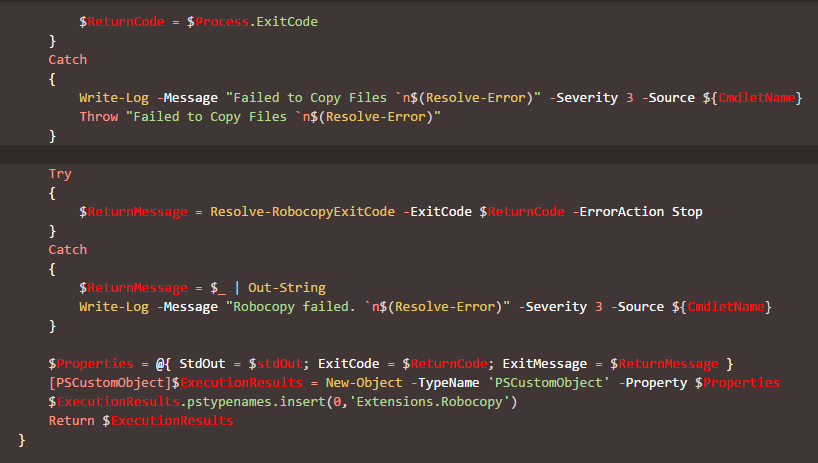 $ReturnCode = $Process.ExitCode
}
Catch
{
Write-Log -Message "Failed to Copy Files `n$(Resolve-Error)" -Severity 3 -Source ${CmdletName}
Throw "Failed to Copy Files `n$(Resolve-Error)"
}
Try
{
$ReturnMessage = Resolve-RobocopyExitCode -ExitCode $ReturnCode -ErrorAction Stop
}
Catch
{
$ReturnMessage = $_ | Out-String
Write-Log -Message "Robocopy failed. `n$(Resolve-Error)" -Severity 3 -Source ${CmdletName}
}
$Properties = @{ StdOut = $stdOut; ExitCode = $ReturnCode; ExitMessage = $ReturnMessage }
[PSCustomObject]$ExecutionResults = New-Object -TypeName 'PSCustomObject' -Property $Properties
$ExecutionResults.pstypenames.insert(0,'Extensions.Robocopy')
Return $ExecutionResults
}